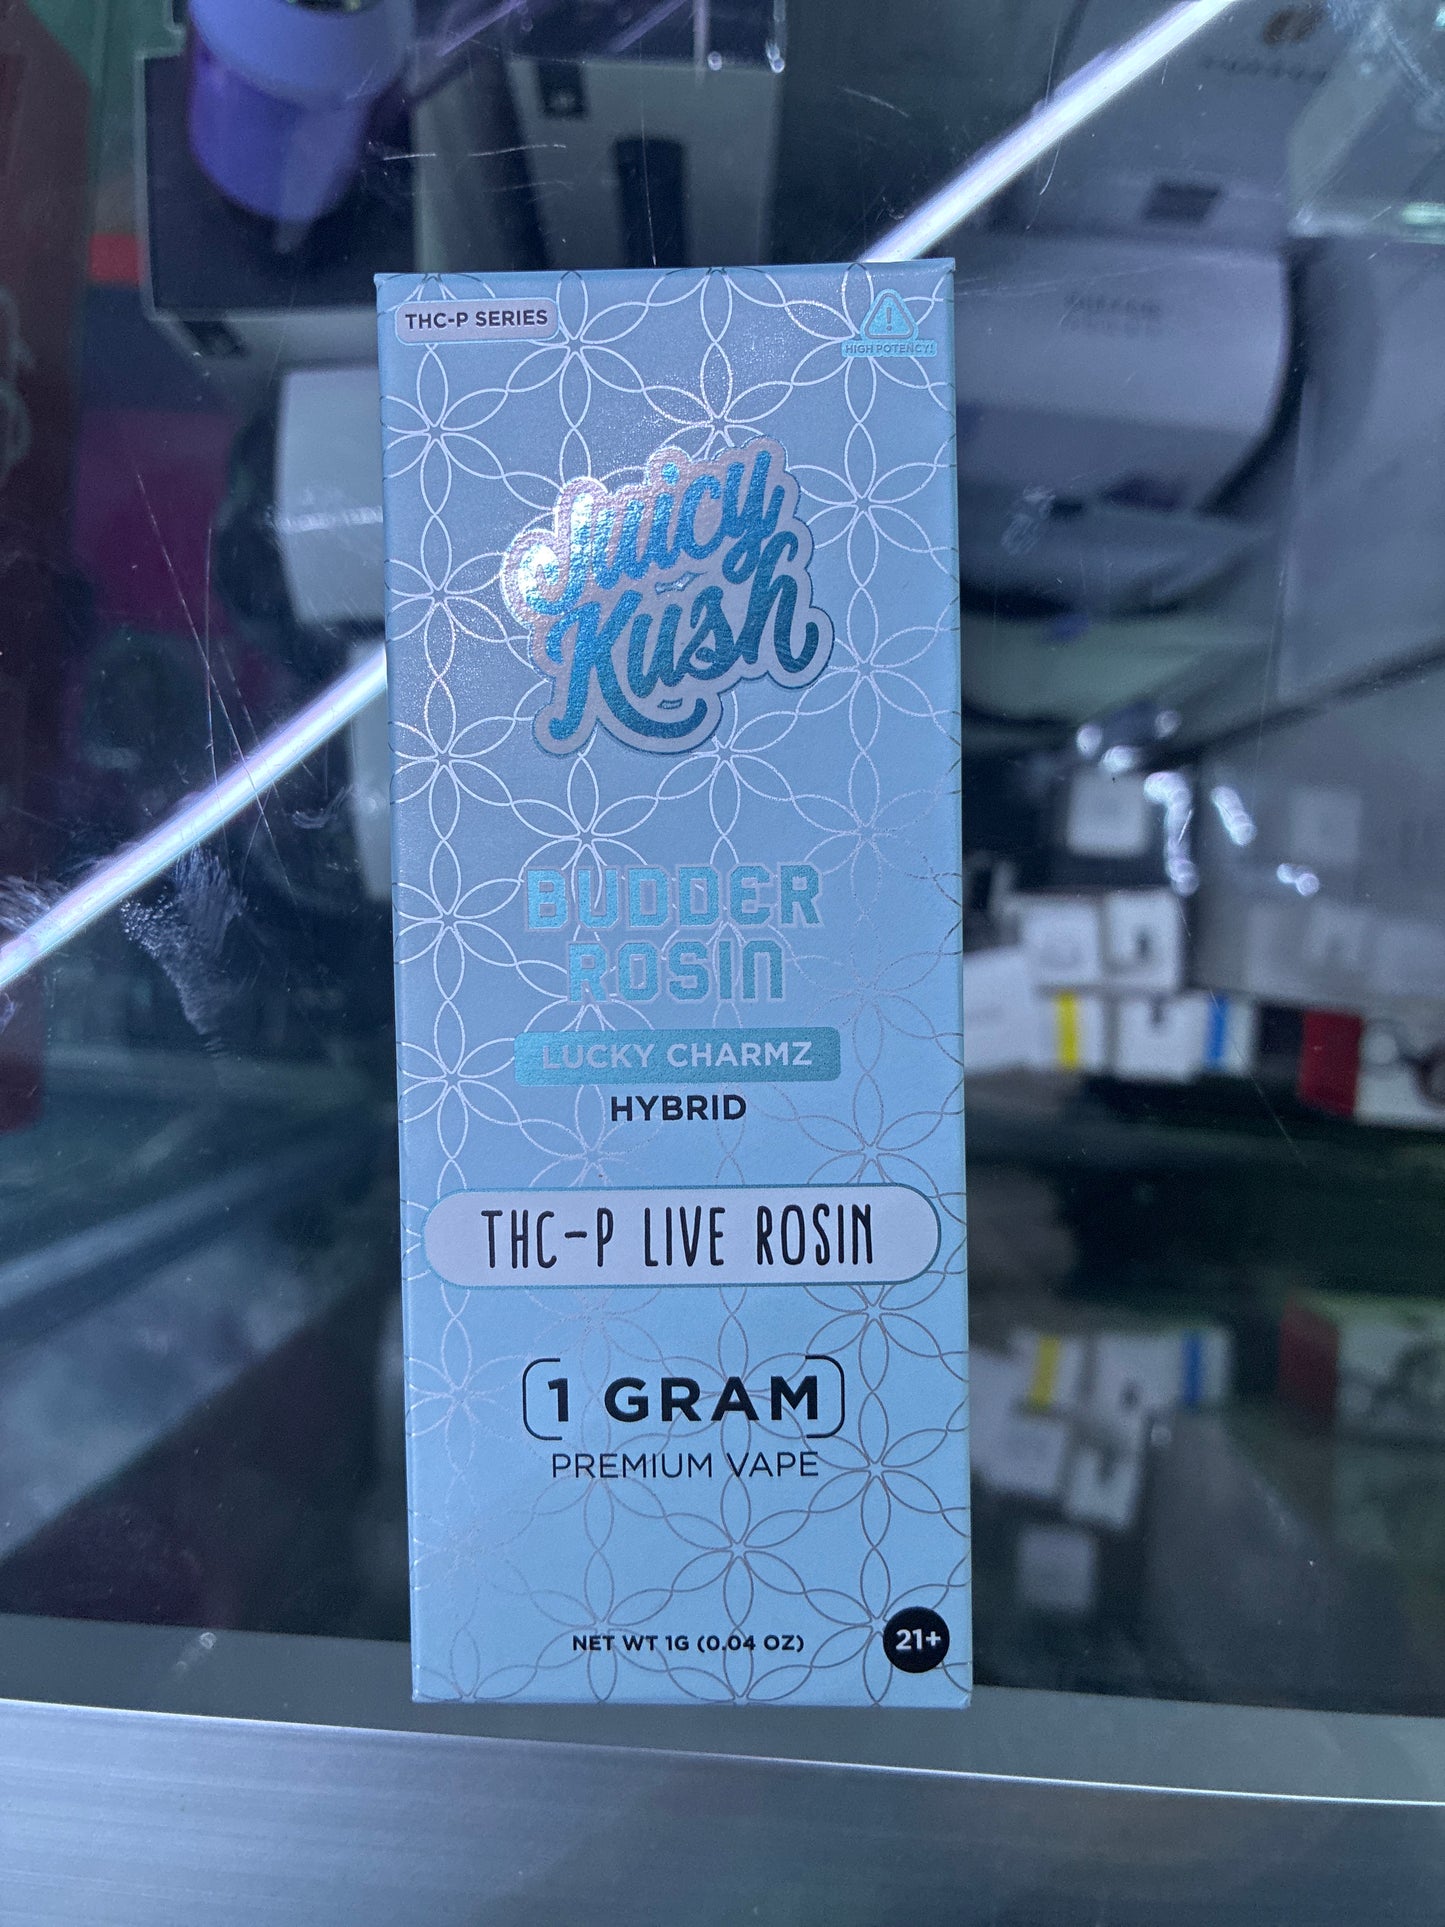 THC-P SERIES
HIGH POTENCY!
Juicy
Kush
BUDDER
ROSIN
LUCKY CHARMZ
HYBRID
THC-P LIVE ROSIN
1 GRAM
PREMIUM VAPE
NET WT 1G (0.04 OZ)
21+